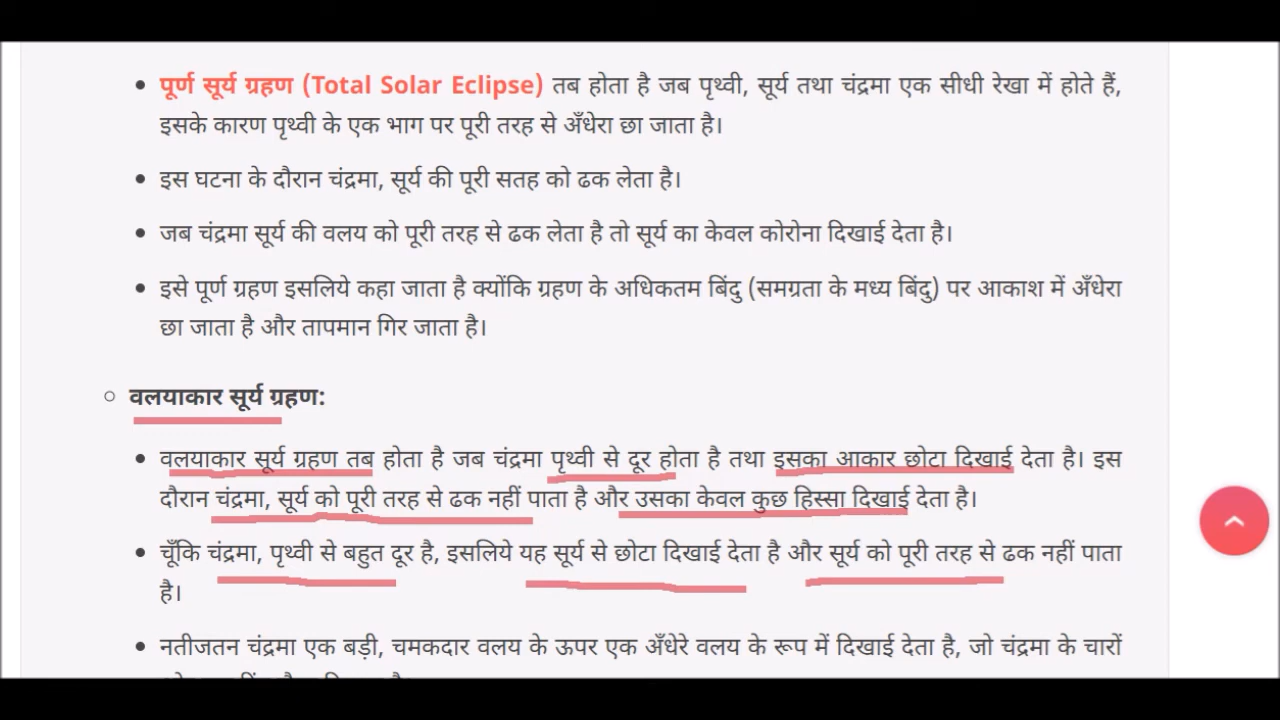 पूर्ण सूर्य ग्रहण (Total Solar Eclipse) तब होता है जब पृथ्वी, सूर्य तथा चंद्रमा एक सीधी रेखा में होते हैं,
इसके कारण पृथ्वी के एक भाग पर पूरी तरह से अँधेरा छा जाता है।
इस घटना के दौरान चंद्रमा, सूर्य की पूरी सतह को ढक लेता है।
जब चंद्रमा सूर्य की वलय को पूरी तरह से ढक लेता है तो सूर्य का केवल कोरोना दिखाई देता है।
इसे पूर्ण ग्रहण इसलिये कहा जाता है क्योंकि ग्रहण के अधिकतम बिंदु (समग्रता के मध्य बिंदु) पर आकाश में अँधेरा
छा जाता है और तापमान गिर जाता है।
वलयाकार सूर्य ग्रहण:
वलयाकार सूर्य ग्रहण तब होता है जब चंद्रमा पृथ्वी से दूर होता है तथा इसका आकार छोटा दिखाई देता है। इस
दौरान चंद्रमा, सूर्य को पूरी तरह से ढक नहीं पाता है और उसका केवल कुछ हिस्सा दिखाई देता है।
चूँकि चंद्रमा, पृथ्वी से बहुत दूर है, इसलिये यह सूर्य से छोटा दिखाई देता है और सूर्य को पूरी तरह से ढक नहीं पाता
है।
नतीजतन चंद्रमा एक बड़ी, चमकदार वलय के ऊपर एक अँधेरे वलय के रूप में दिखाई देता है, जो चंद्रमा के चारों